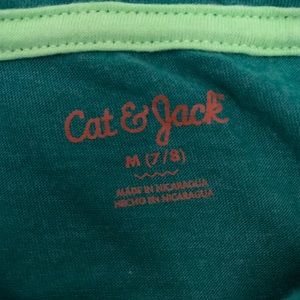 Cat & Jack
M (7/8)
MADE IN NICARAGUA
HECHO EN NICARAGUA